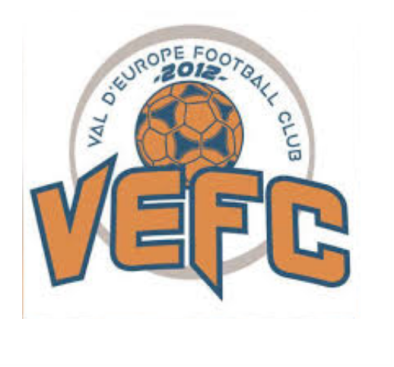 VAL D'EUROPE FOOTBALL CLUB
-2012-
VEFC